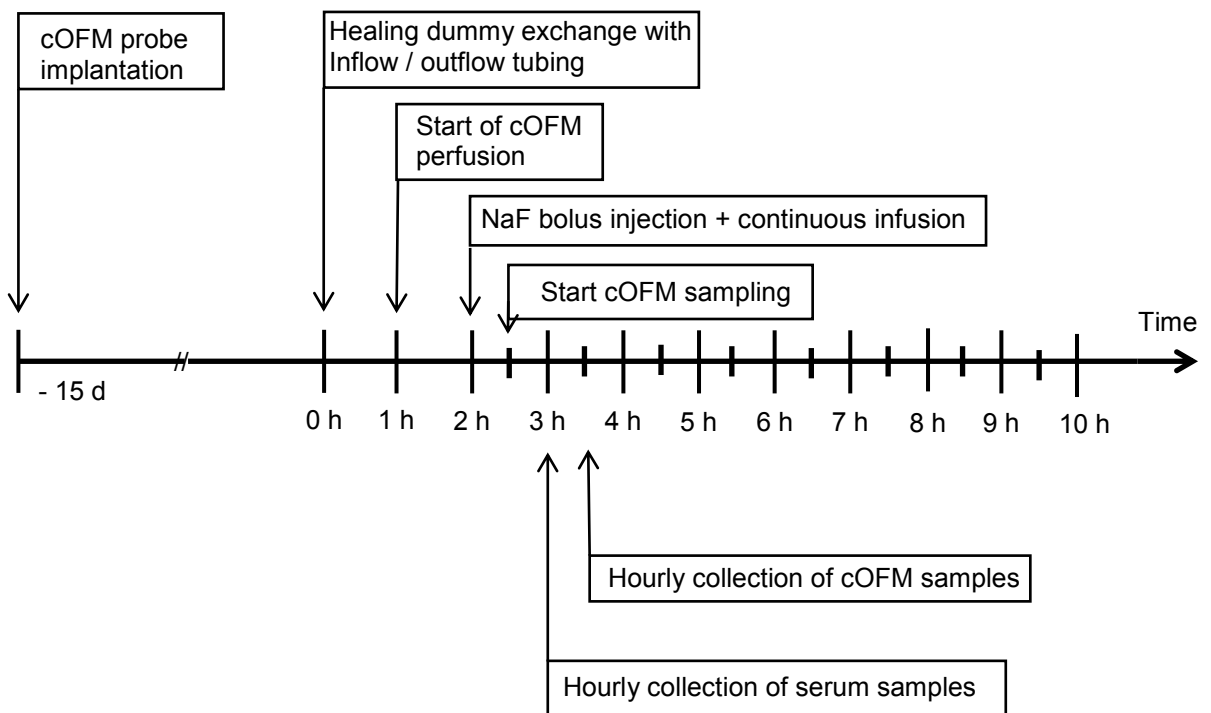 cOFM probe
implantation
Healing dummy exchange with
Inflow / outflow tubing
Start of cOFM
perfusion
NaF bolus injection + continuous infusion
Start cOFM sampling
Time
- 15 d
0 h 1 h 2 h 3 h 4 h 5 h 6 h 7 h 8 h 9 h 10 h
Hourly collection of cOFM samples
Hourly collection of serum samples